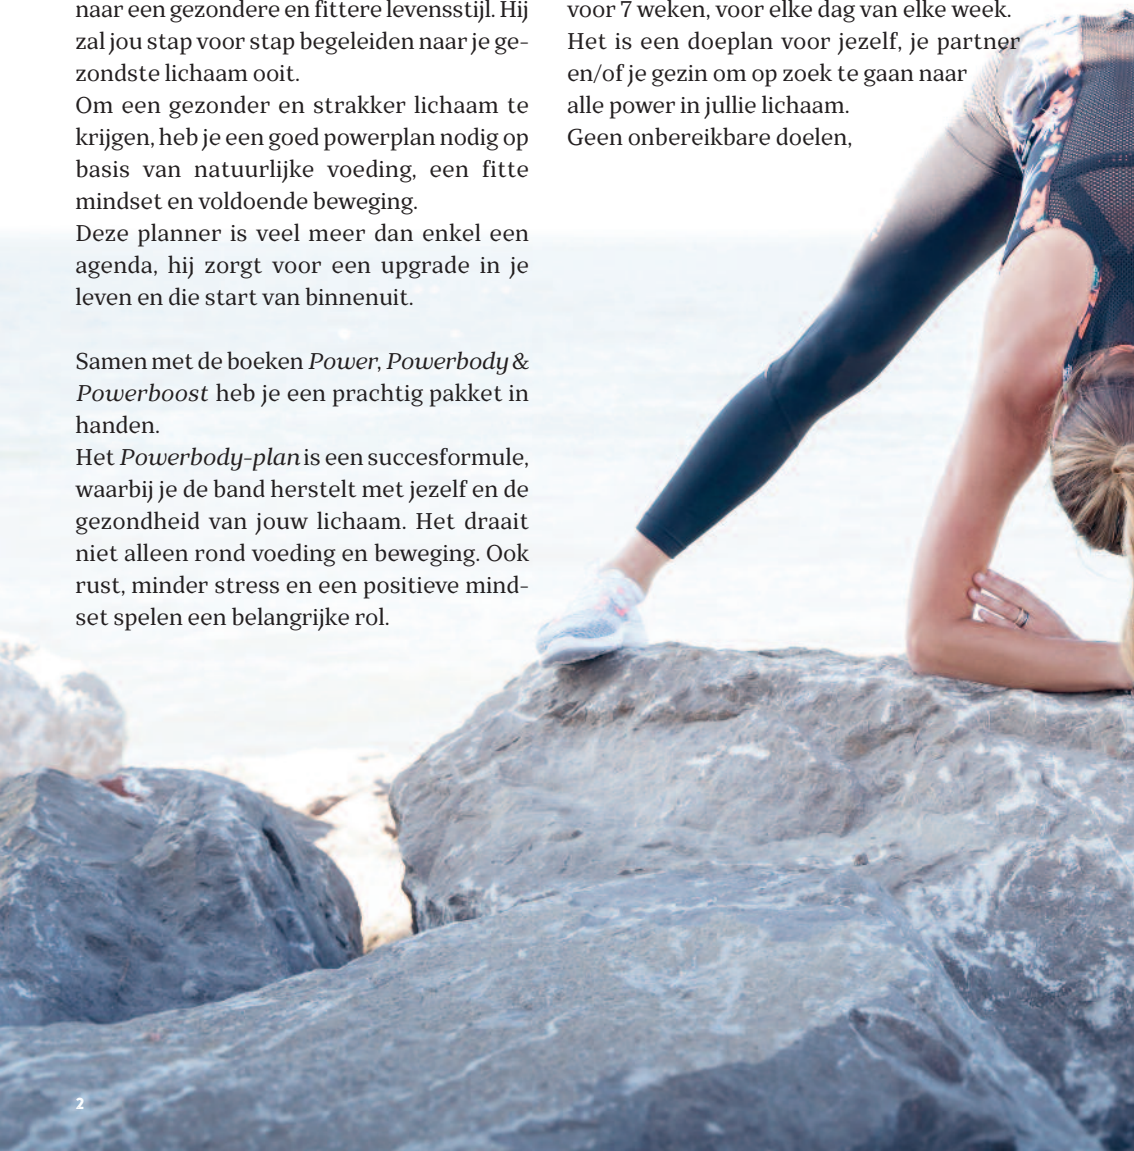 naar een gezondere en fittere levensstijl. Hij
zal jou stap voor stap begeleiden naar je ge-
zondste lichaam ooit.
Om een gezonder en strakker lichaam te
krijgen, heb je een goed powerplan nodig op
basis van natuurlijke voeding, een fitte
mindset en voldoende beweging.
Deze planner is veel meer dan enkel een
agenda, hij zorgt voor een upgrade in je
leven en die start van binnenuit.
Samen met de boeken Power, Powerbody &
Powerboost heb je een prachtig pakket in
handen.
Het Powerbody-plan is een succesformule,
waarbij je de band herstelt met jezelf en de
gezondheid van jouw lichaam. Het draait
niet alleen rond voeding en beweging. Ook
rust, minder stress en een positieve mind-
set spelen een belangrijke rol.
voor 7 weken, voor elke dag van elke week.
Het is een doeplan voor jezelf, je partner
en/of je gezin om op zoek te gaan naar
alle power in jullie lichaam.
Geen onbereikbare doelen,
2